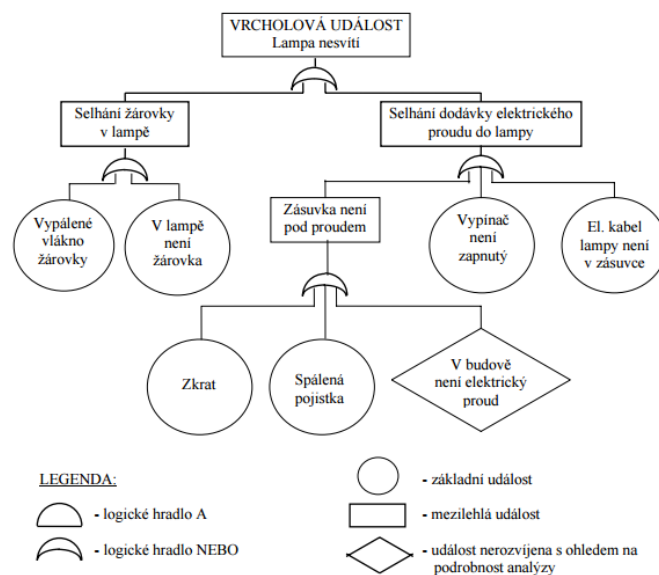 VRCHOLOVÁ UDÁLOST
Lampa nesvítí
Selhání žárovky
v lampě
Selhání dodávky elektrického
proudu do lampy
Vypálené
vlákno
žárovky
V lampě
není
žárovka
Zásuvka není
pod proudem
Vypínač
není
zapnutý
El. kabel
lampy není
v zásuvce
Zkrat
Spálená
pojistka
V budově
není elektrický
proud
LEGENDA:
- logické hradlo A
- logické hradlo NEBO
- základní událost
- mezilehlá událost
- událost nerozvíjena s ohledem na
podrobnost analýzy